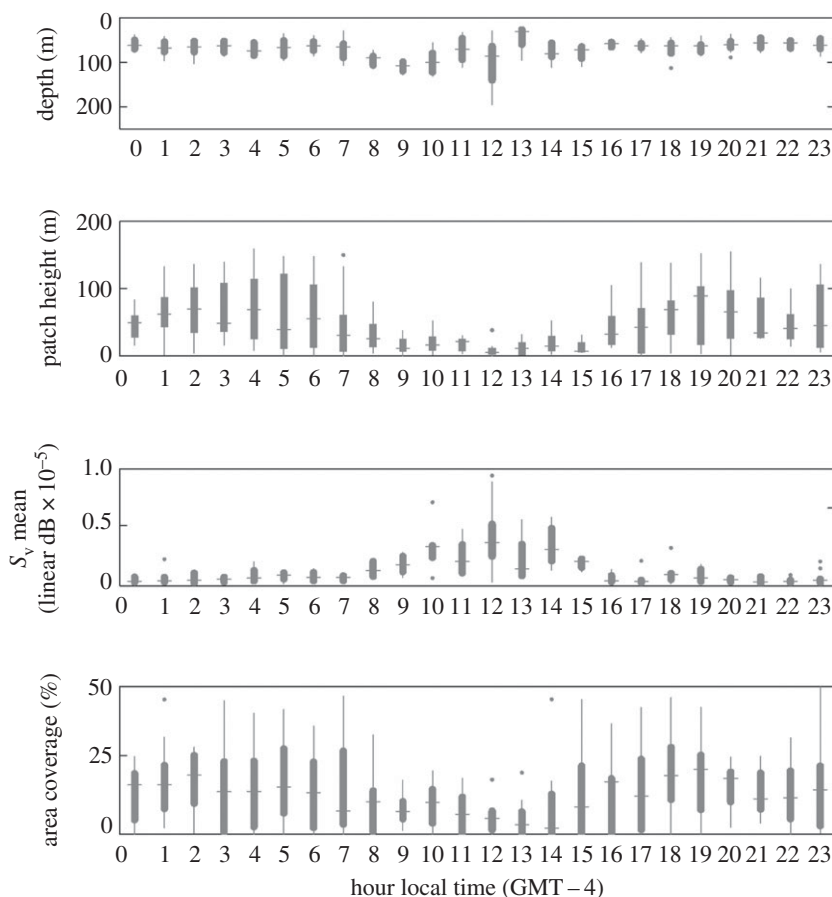 0
100
200
depth (m)
0 1 2 3 4 5 6 7 8 9 10 11 12 13 14 15 16 17 18 19 20 21 22 23
200
100
0
patch height (m)
0 1 2 3 4 5 6 7 8 9 10 11 12 13 14 15 16 17 18 19 20 21 22 23
1.0
0.5
0
Sv mean
(linear dB × 10−5)
0 1 2 3 4 5 6 7 8 9 10 11 12 13 14 15 16 17 18 19 20 21 22 23
50
25
0
area coverage (%)
0 1 2 3 4 5 6 7 8 9 10 11 12 13 14 15 16 17 18 19 20 21 22 23
hour local time (GMT – 4)